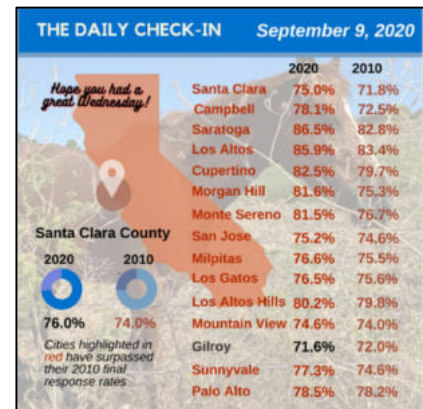 THE DAILY CHECK-IN September 9, 2020
Hope you had a
great Wednesday!
2020 2010
Santa Clara 75.0% 71.8%
Campbell 78.1% 72.5%
Saratoga 86.5% 82.8%
Los Altos 85.9% 83.4%
Cupertino 82.5% 79.7%
Morgan Hill 81.6% 75.3%
Monte Sereno 81.5% 76.7%
San Jose 75.2% 74.6%
Milpitas 76.6% 75.5%
Los Gatos 76.5% 75.6%
Los Altos Hills 80.2% 79.8%
Mountain View 74.6% 74.0%
Gilroy 71.6% 72.0%
Sunnyvale 77.3% 74.6%
Palo Alto 78.5% 78.2%
Santa Clara County
2020 2010
76.0% 74.0%
Cities highlighted in
red have surpassed
their 2010 final
response rates